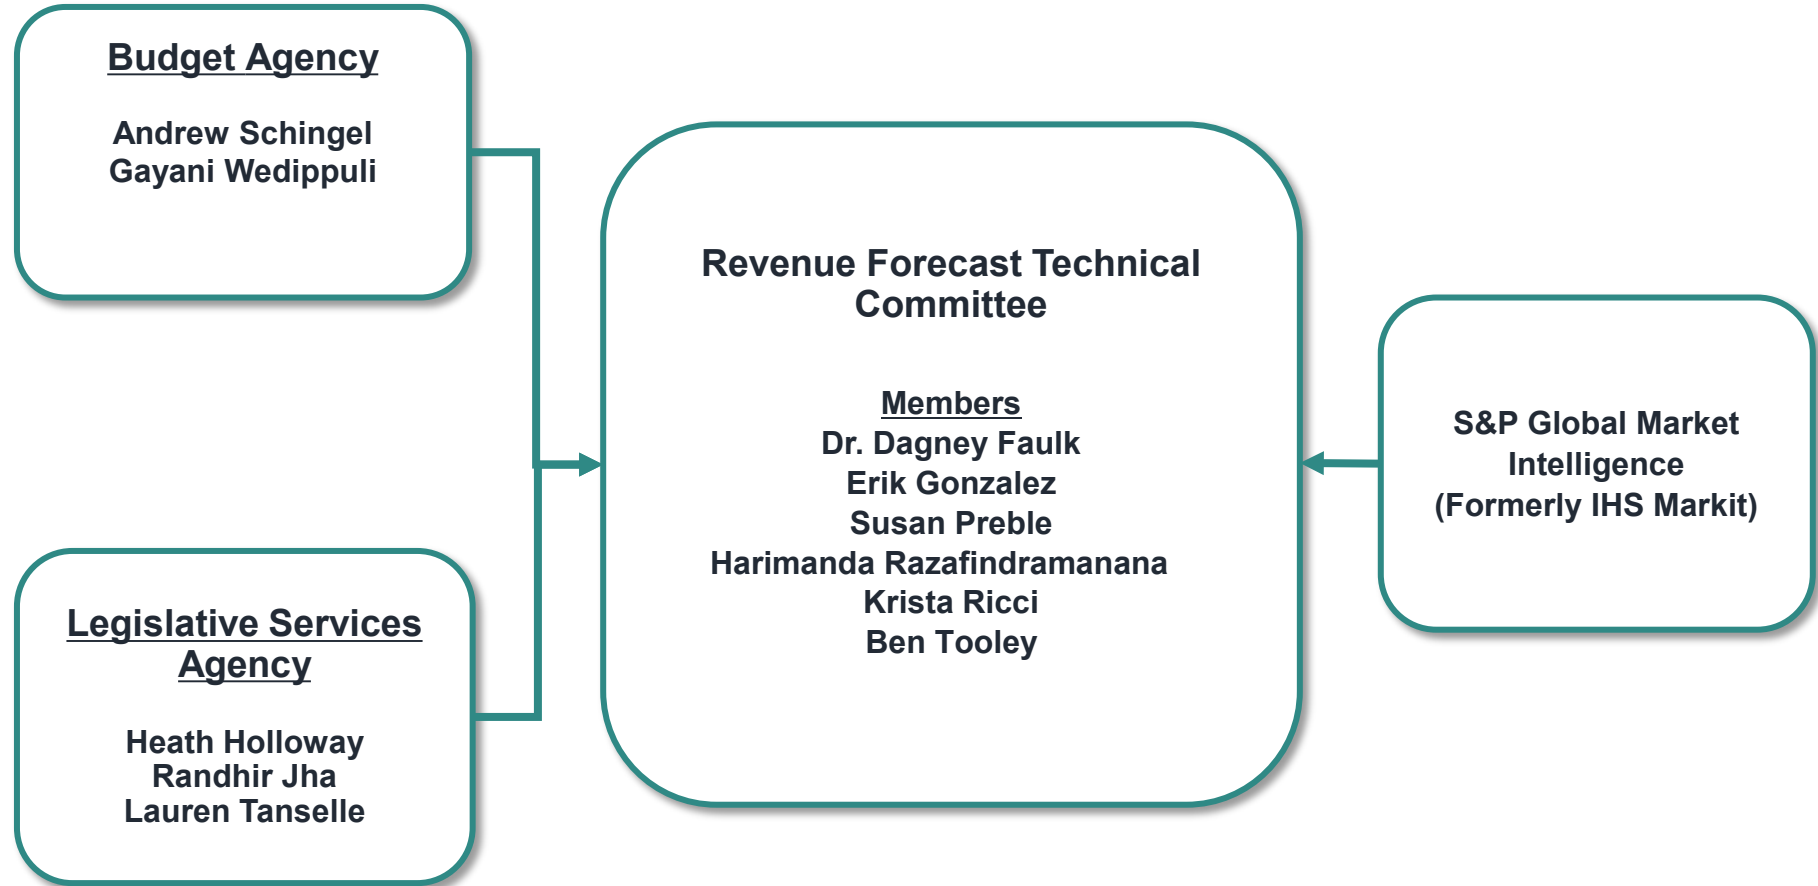 Budget Agency
Andrew Schingel
Gayani Wedippuli
Legislative Services
Agency
Heath Holloway
Randhir Jha
Lauren Tanselle
Revenue Forecast Technical
Committee
Members
Dr. Dagney Faulk
Erik Gonzalez
Susan Preble
Harimanda Razafindramanana
Krista Ricci
Ben Tooley
S&P Global Market
Intelligence
(Formerly IHS Markit)